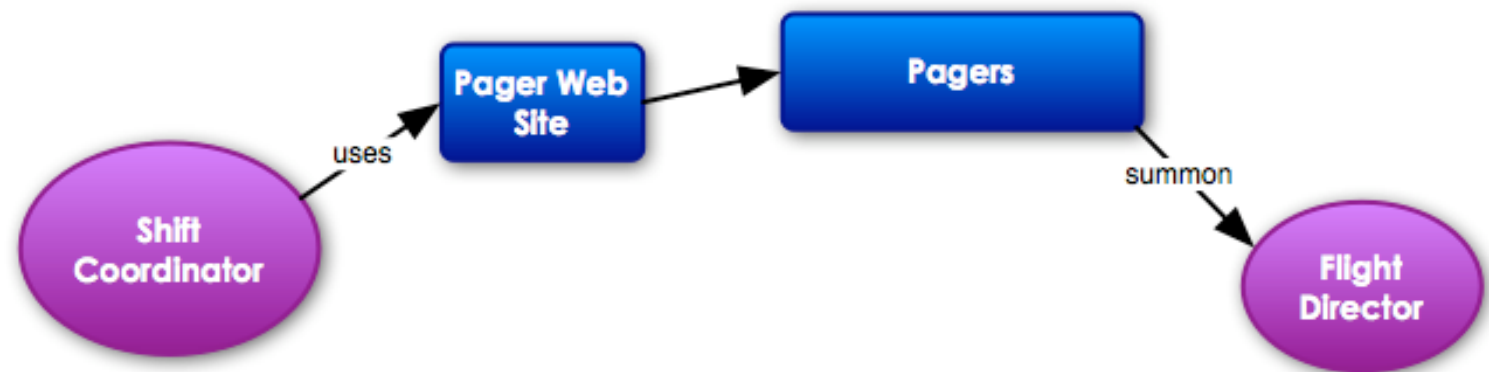 Shift
Coordinator
uses
Pager Web
Site
Pagers
summon
Flight
Director